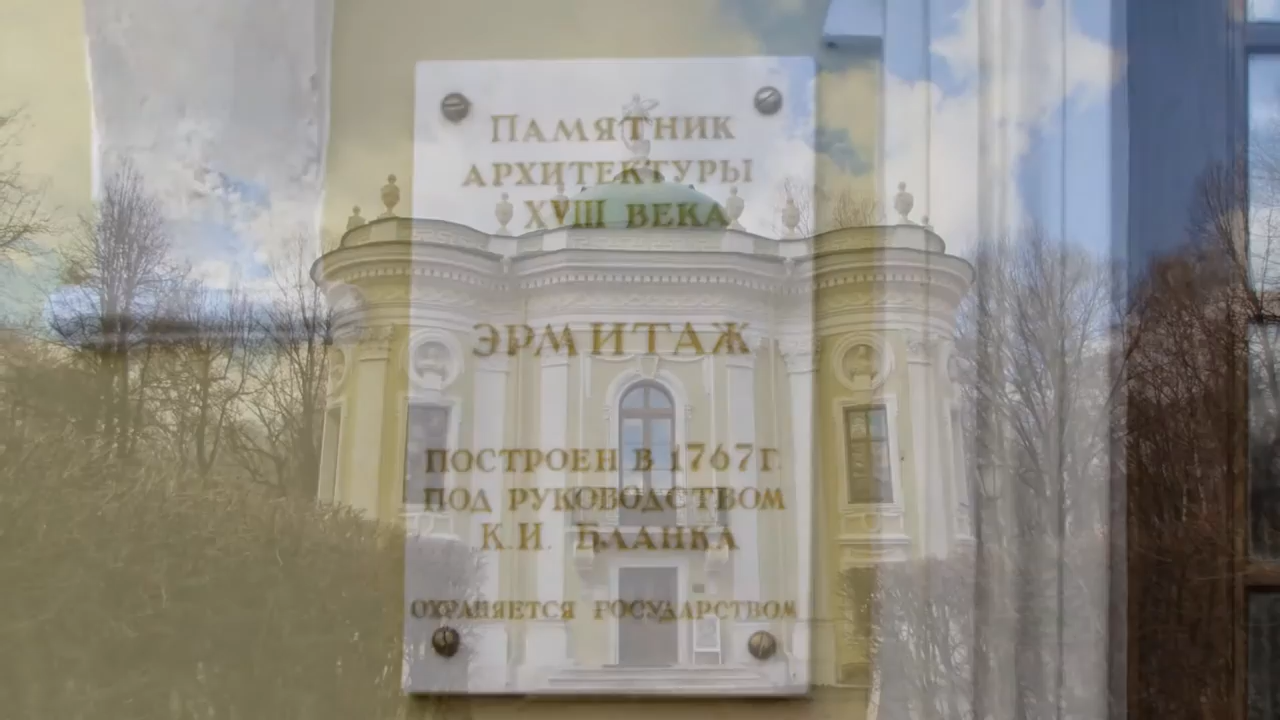 ПАМЯТНИК
АРХИТЕКТУРЫ
XVIII ВЕКА
ЭРМИТАЖ
ПОСТРОЕН В 1767Г.
ПОД РУКОВОДСТВОМ
К.И. БЛАНКА
ОХРАНЯЕТСЯ ГОСУДАРСТВОМ